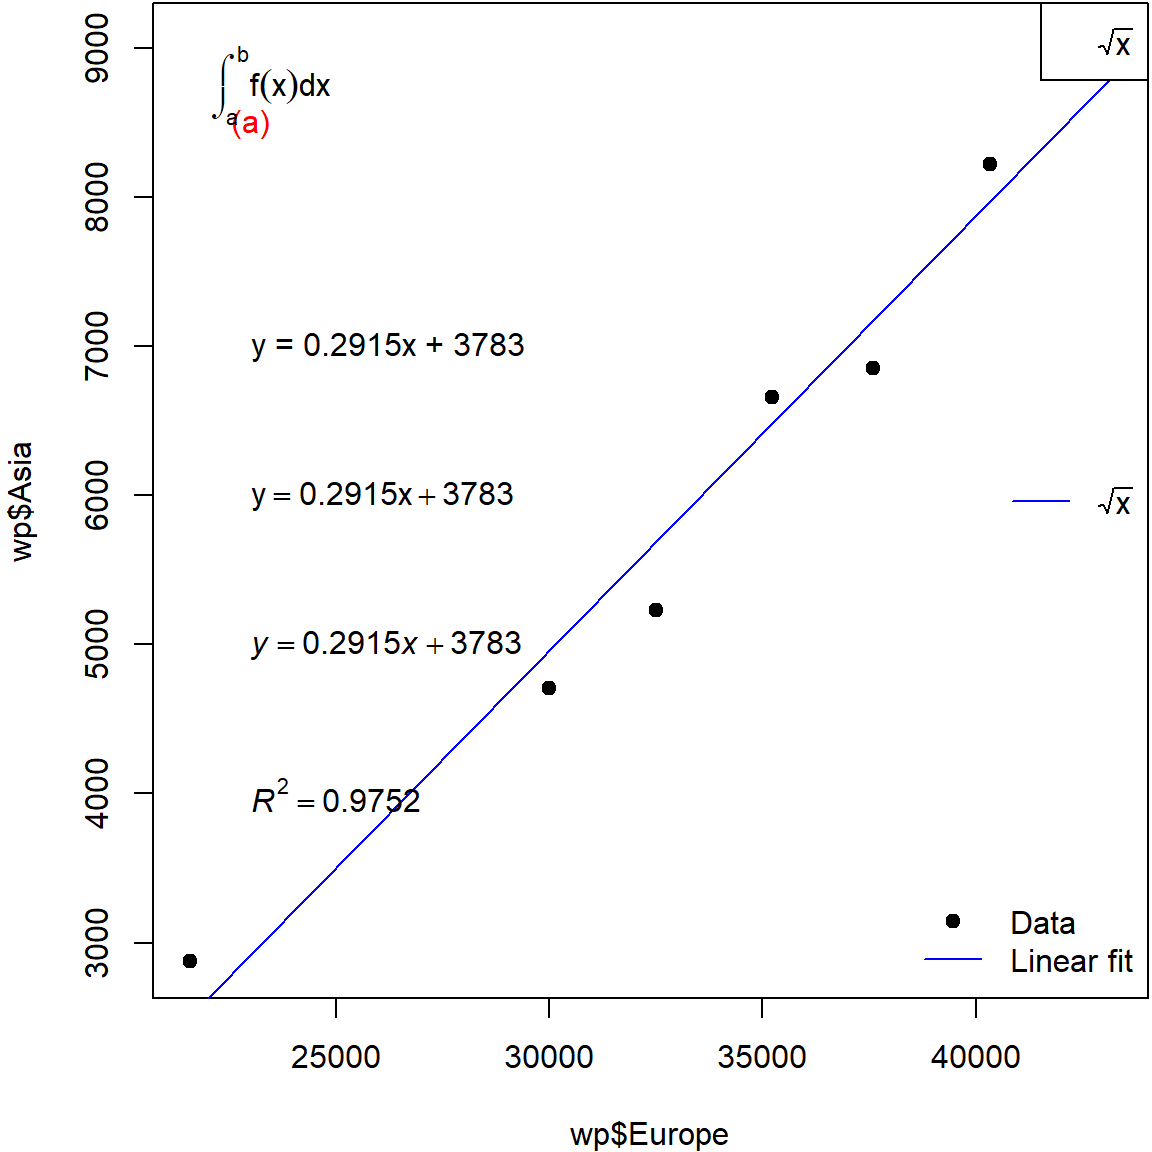 9000
8000
7000
6000
5000
4000
3000
wp$Asia
∫ₐᵇ f(x)dx
(a)
√x
y = 0.2915x + 3783
y = 0.2915x + 3783
√x
y = 0.2915x + 3783
R² = 0.9752
Data
Linear fit
25000 30000 35000 40000
wp$Europe